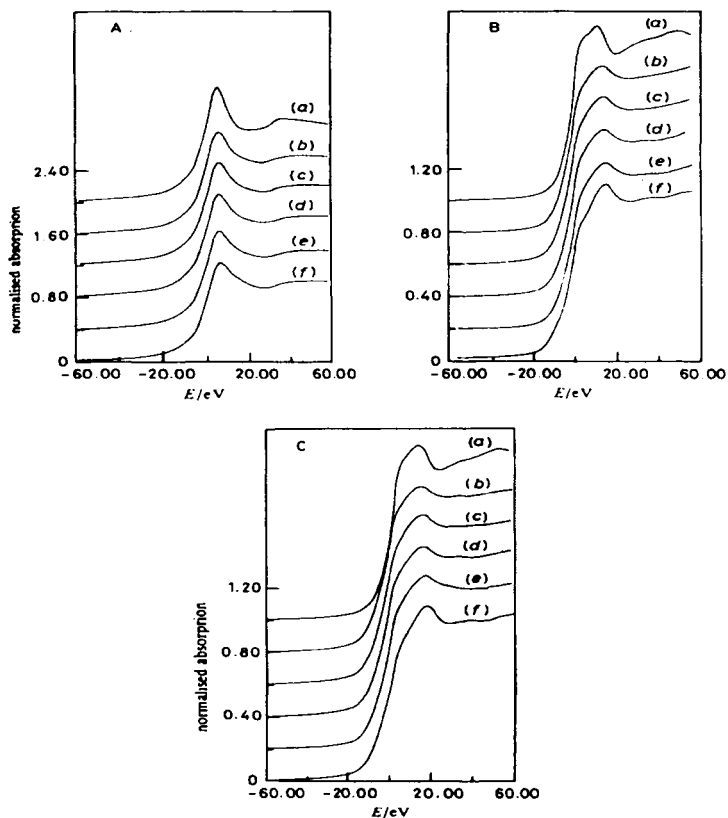 A
(a)
(b)
(c)
(d)
(e)
(f)
2.40
1.60
0.80
0
normalised absorption
-60.00 -20.00 20.00 60.00
E/eV
B
(a)
(b)
(c)
(d)
(e)
(f)
1.20
0.80
0.40
0
-60.00 -20.00 20.00 60.00
E/eV
C
(a)
(b)
(c)
(d)
(e)
(f)
1.20
0.80
0.40
0
normalised absorption
-60.00 -20.00 20.00 60.00
E/eV